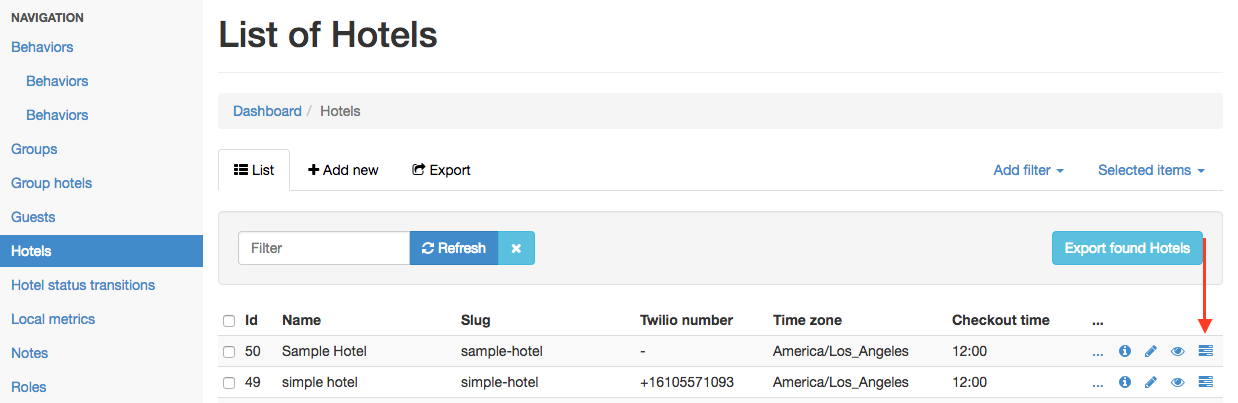 NAVIGATION
Behaviors
Behaviors
Behaviors
Groups
Group hotels
Guests
Hotels
Hotel status transitions
Local metrics
Notes
Roles
List of Hotels
Dashboard / Hotels
List Add new Export Add filter Selected items
Filter Refresh × Export found Hotels
Id Name Slug Twilio number Time zone Checkout time ...
50 Sample Hotel sample-hotel - America/Los_Angeles 12:00 ...
49 simple hotel simple-hotel +16105571093 America/Los_Angeles 12:00 ...